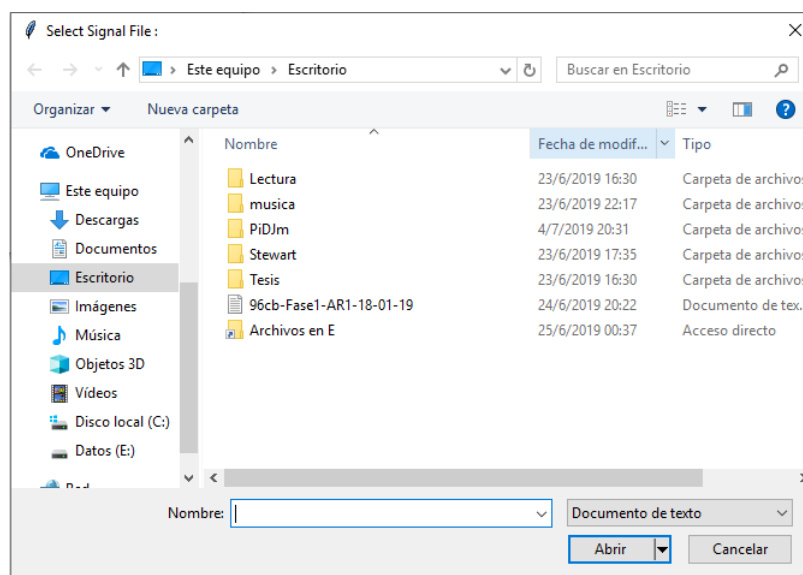 Select Signal File :
Este equipo > Escritorio
Buscar en Escritorio
Organizar
Nueva carpeta
OneDrive
Este equipo
Descargas
Documentos
Escritorio
Imágenes
Música
Objetos 3D
Vídeos
Disco local (C:)
Datos (E:)
Nombre Fecha de modif... Tipo
Lectura 23/6/2019 16:30 Carpeta de archivos
musica 23/6/2019 22:17 Carpeta de archivos
PiDJm 4/7/2019 20:31 Carpeta de archivos
Stewart 23/6/2019 17:35 Carpeta de archivos
Tesis 23/6/2019 16:30 Carpeta de archivos
96cb-Fase1-AR1-18-01-19 24/6/2019 20:22 Documento de tex...
Archivos en E 25/6/2019 00:37 Acceso directo
Nombre:
Documento de texto
Abrir
Cancelar